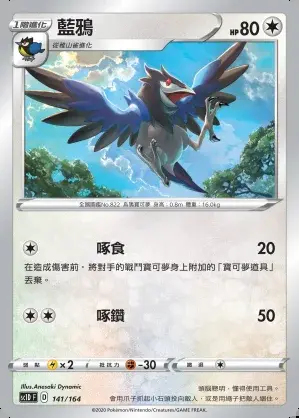 1階進化 藍鴉 HP80
從稚山雀進化
全國圖鑑No.822 烏鴉寶可夢 身高:0.8m 體重:16.0kg
啄食 20
在造成傷害前,將對手的戰鬥寶可夢身上附加的「寶可夢道具」
丟棄。
啄鑽 50
弱點 ×2 抵抗力 -30 撤退
Illus.Anesaki Dynamic
頭腦聰明,懂得使用工具。
會用爪子抓起小石頭投向敵人,或是用繩子把敵人纏住。
sc1D F D 141/164
©2020 Pokémon/Nintendo/Creatures/GAME FREAK.